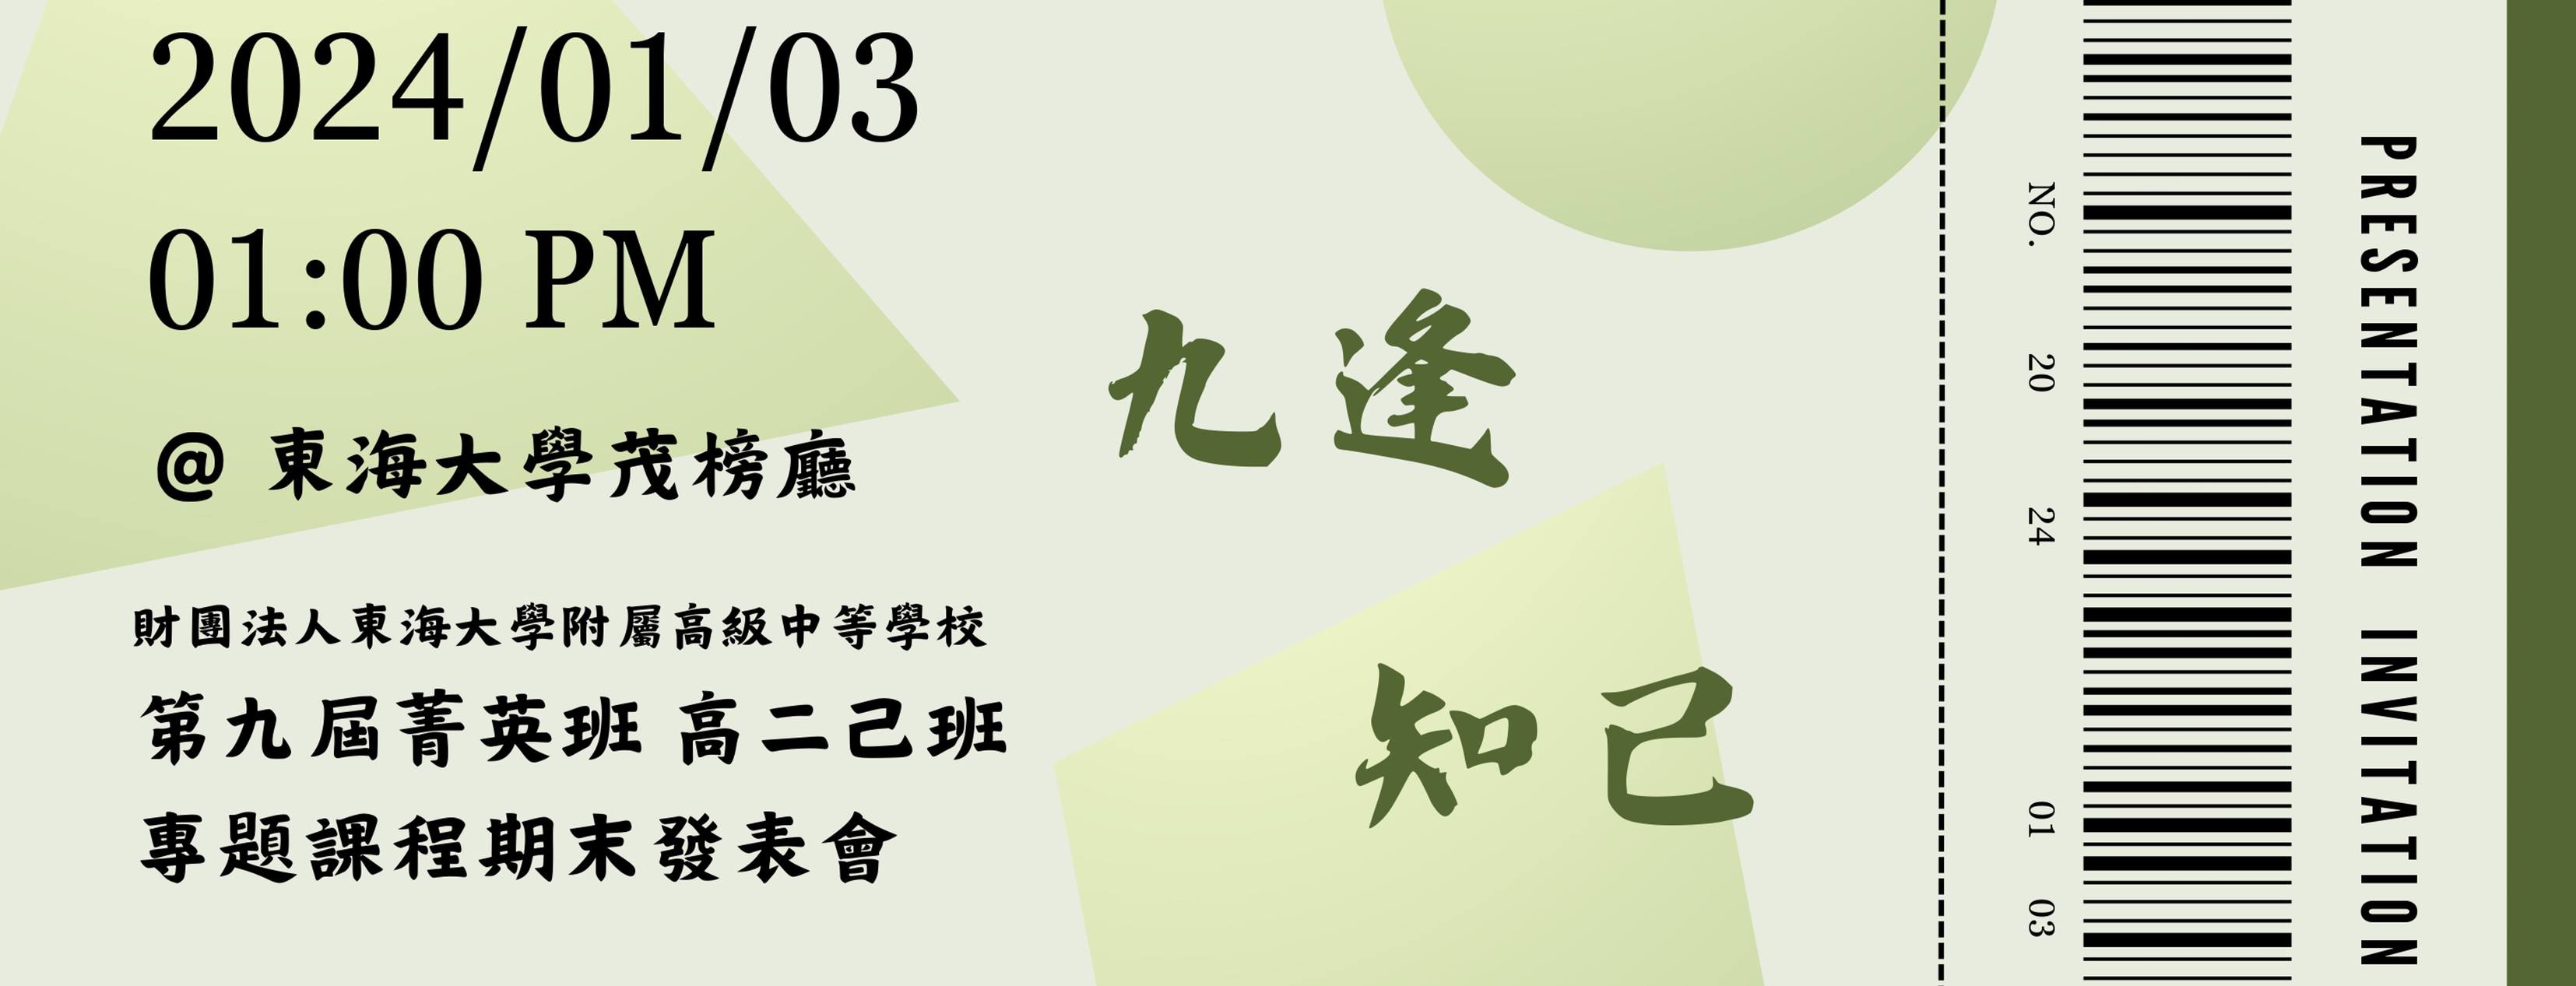 2024/01/03
01:00 PM
@ 東海大學茂榜廳
財團法人東海大學附屬高級中等學校
第九屆菁英班 高二己班
專題課程期末發表會
九逢
知己
NO. 20 24 01 03
PRESENTATION INVITATION